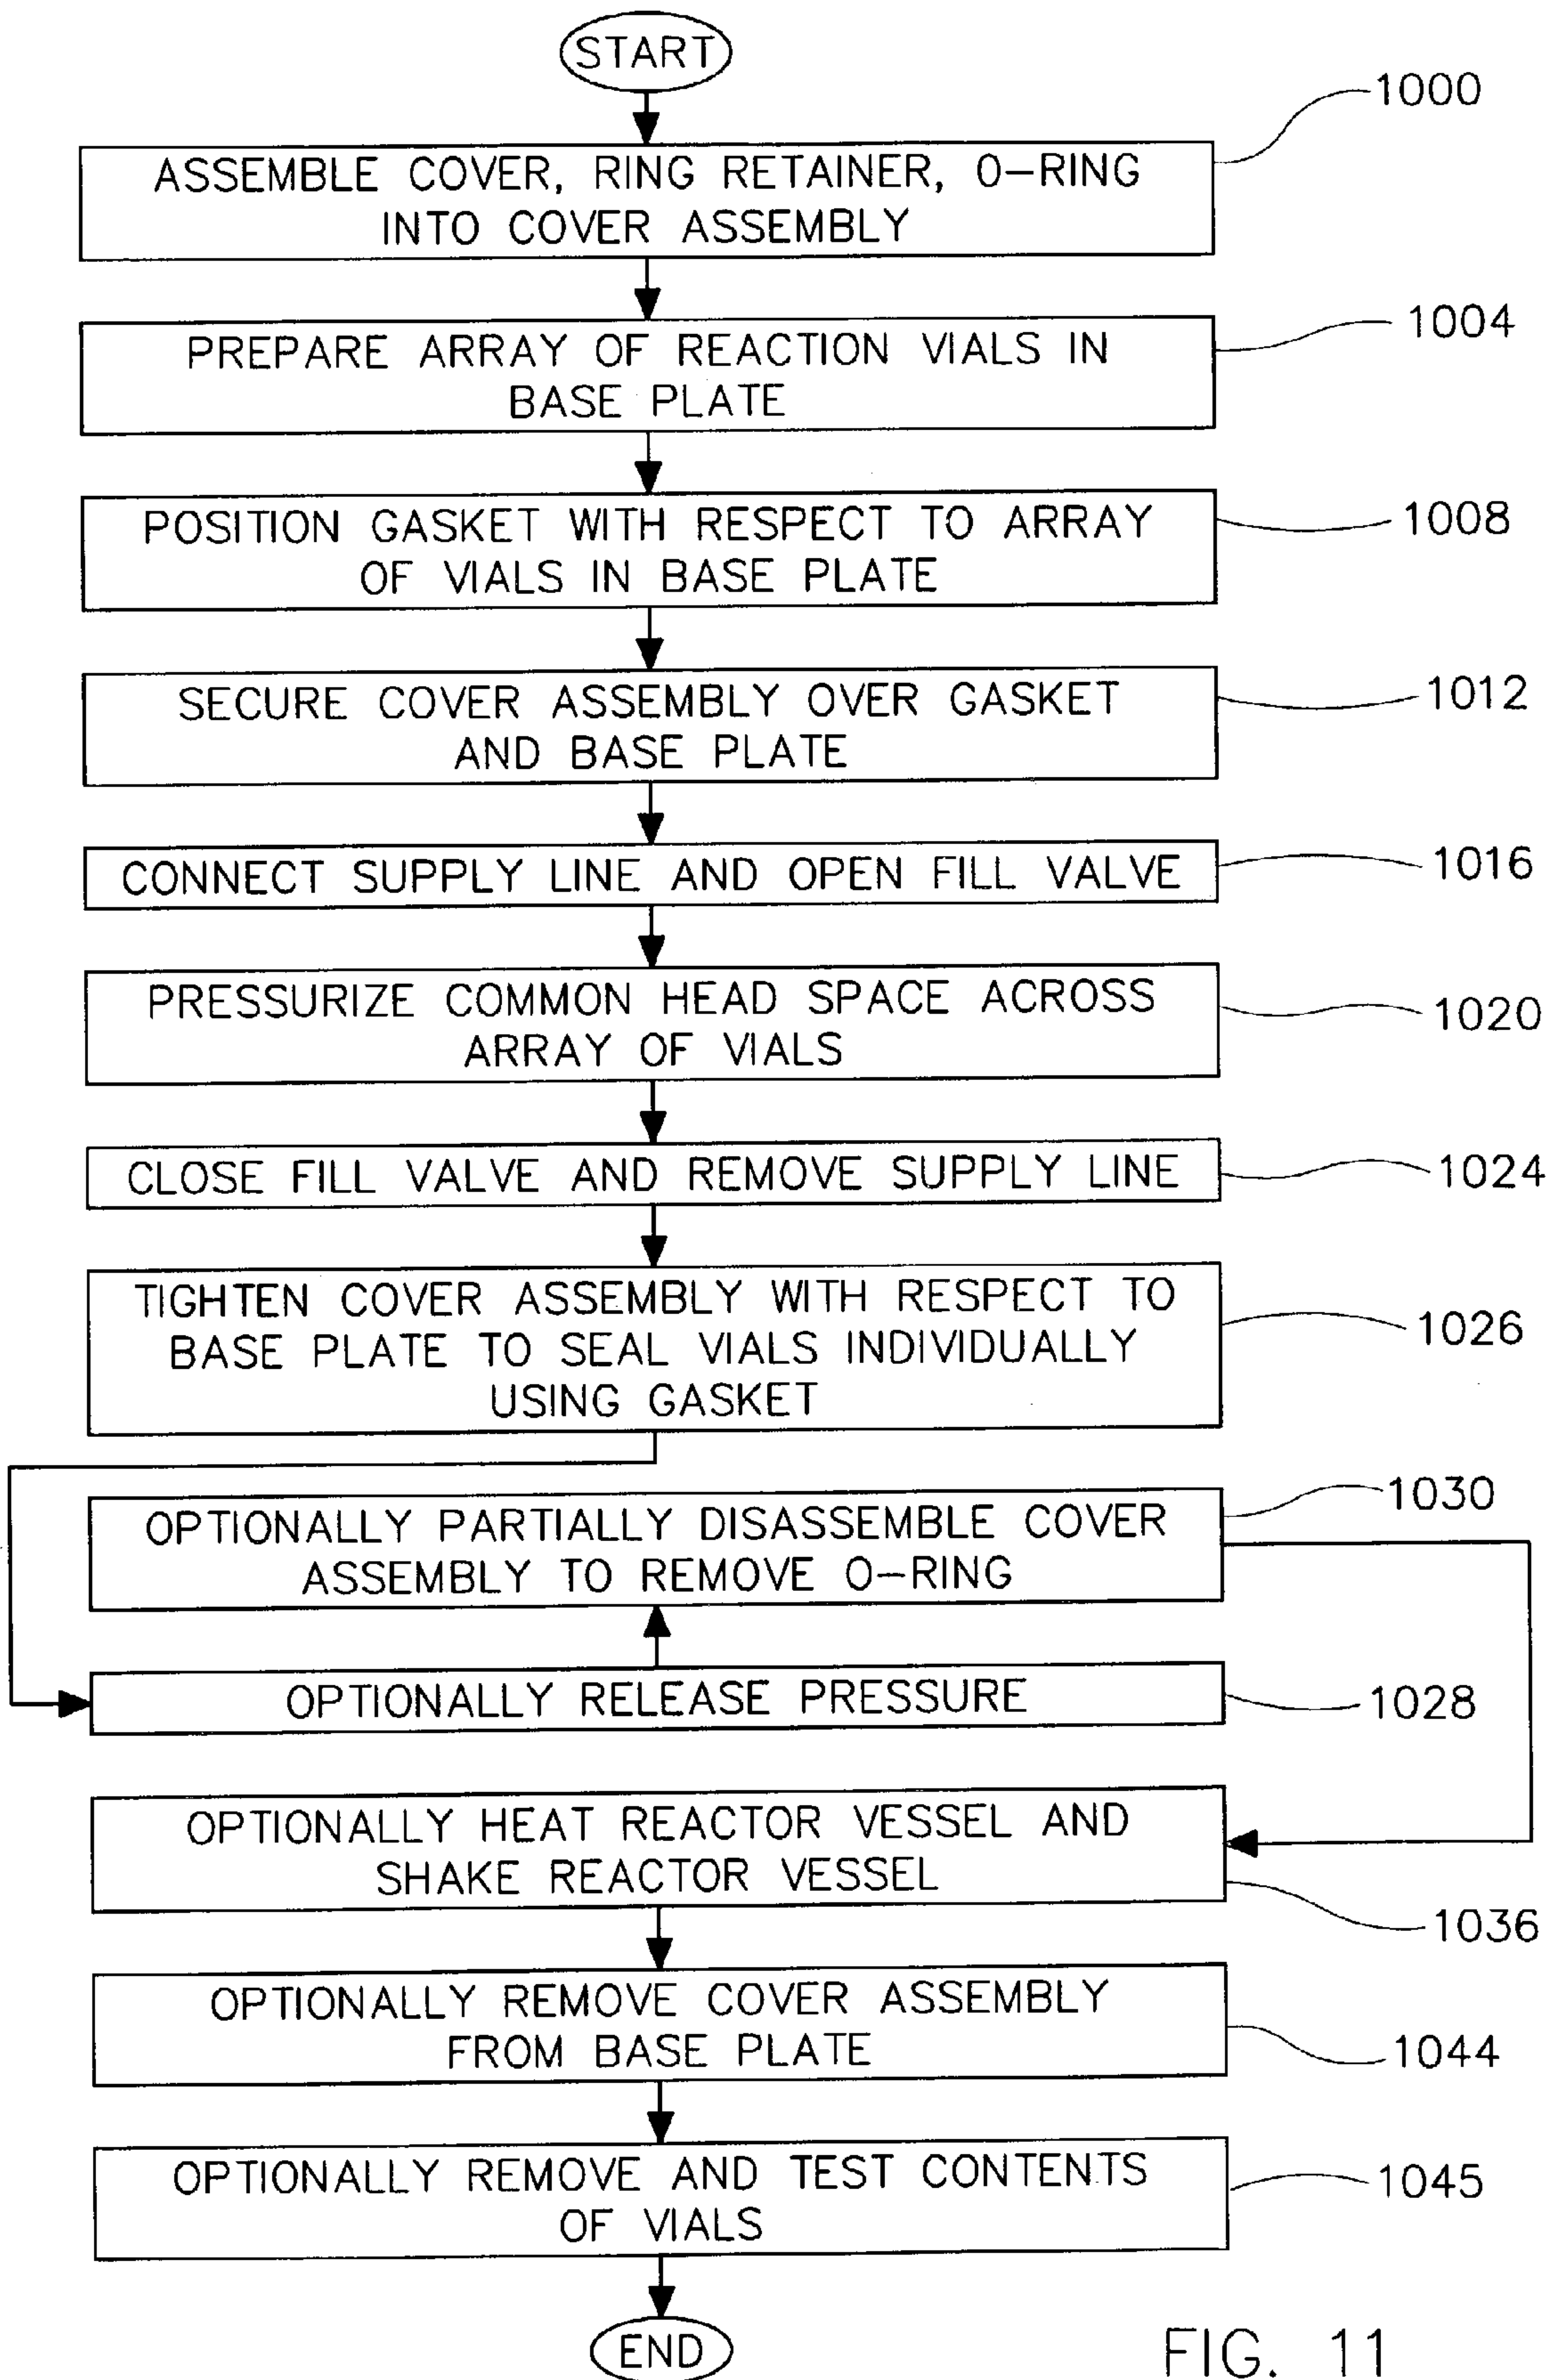 START
1000
ASSEMBLE COVER, RING RETAINER, O-RING
INTO COVER ASSEMBLY
1004
PREPARE ARRAY OF REACTION VIALS IN
BASE PLATE
1008
POSITION GASKET WITH RESPECT TO ARRAY
OF VIALS IN BASE PLATE
1012
SECURE COVER ASSEMBLY OVER GASKET
AND BASE PLATE
1016
CONNECT SUPPLY LINE AND OPEN FILL VALVE
1020
PRESSURIZE COMMON HEAD SPACE ACROSS
ARRAY OF VIALS
1024
CLOSE FILL VALVE AND REMOVE SUPPLY LINE
1026
TIGHTEN COVER ASSEMBLY WITH RESPECT TO
BASE PLATE TO SEAL VIALS INDIVIDUALLY
USING GASKET
1030
OPTIONALLY PARTIALLY DISASSEMBLE COVER
ASSEMBLY TO REMOVE O-RING
1028
OPTIONALLY RELEASE PRESSURE
OPTIONALLY HEAT REACTOR VESSEL AND
SHAKE REACTOR VESSEL
1036
OPTIONALLY REMOVE COVER ASSEMBLY
FROM BASE PLATE
1044
OPTIONALLY REMOVE AND TEST CONTENTS
OF VIALS
1045
END
FIG. 11